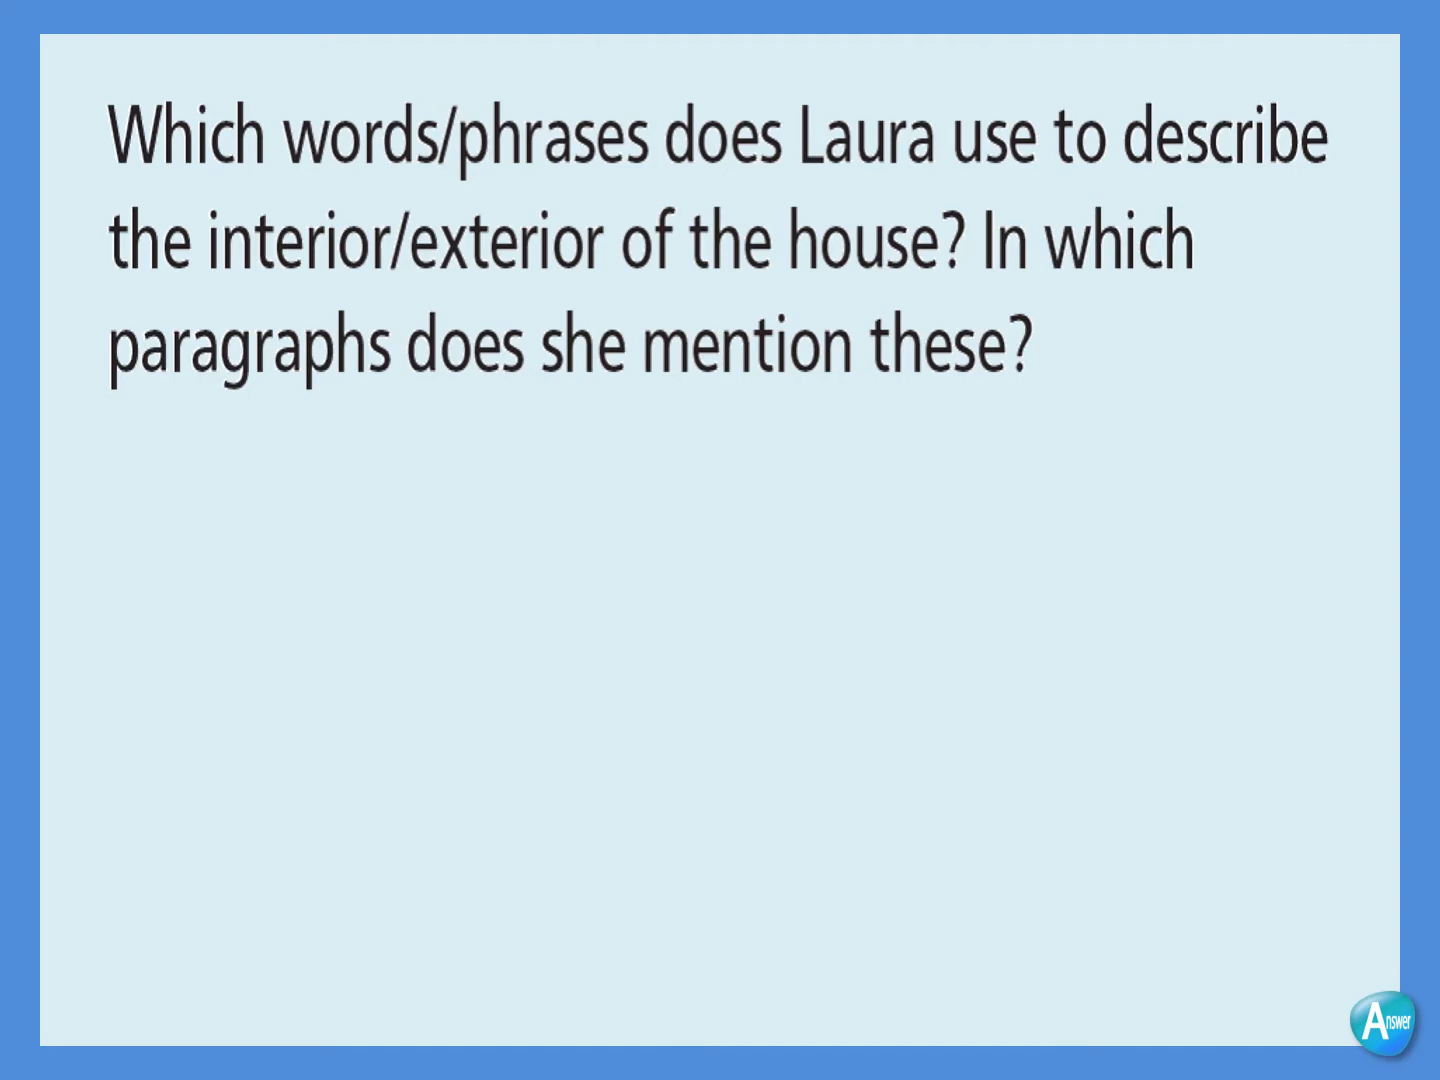 Which words/phrases does Laura use to describe
the interior/exterior of the house? In which
paragraphs does she mention these?
Answer